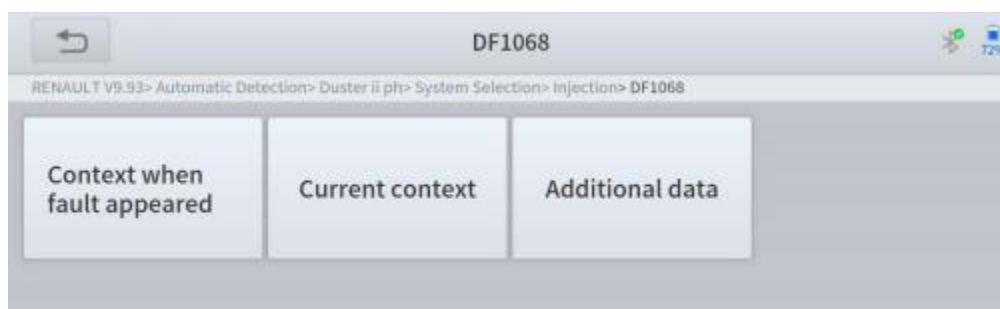 DF1068
72%
RENAULT V9.93> Automatic Detection> Duster ii ph> System Selection> Injection> DF1068
Context when
fault appeared
Current context
Additional data